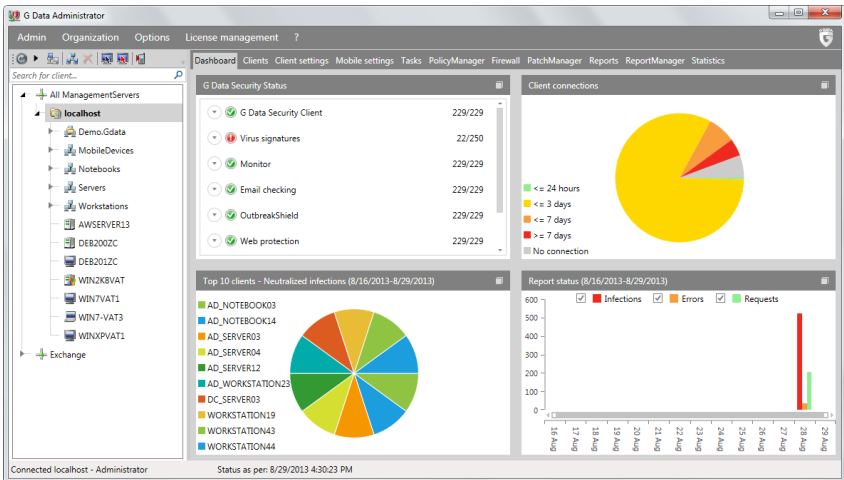 G Data Administrator
Admin Organization Options License management ?
Search for client...
All ManagementServers
localhost
Demo.Gdata
MobileDevices
Notebooks
Servers
Workstations
AWSERVER13
DEB200ZC
DEB201ZC
WIN2K8VAT
WIN7VAT1
WIN7-VAT3
WINXPVAT1
Exchange
Dashboard Clients Client settings Mobile settings Tasks PolicyManager Firewall PatchManager Reports ReportManager Statistics
G Data Security Status
G Data Security Client 229/229
Virus signatures 22/250
Monitor 229/229
Email checking 229/229
OutbreakShield 229/229
Web protection 229/229
Client connections
<= 24 hours
<= 3 days
<= 7 days
>= 7 days
No connection
Top 10 clients - Neutralized infections (8/16/2013-8/29/2013)
AD_NOTEBOOK03
AD_NOTEBOOK14
AD_SERVER03
AD_SERVER04
AD_SERVER12
AD_WORKSTATION23
DC_SERVER03
WORKSTATION19
WORKSTATION43
WORKSTATION44
Report status (8/16/2013-8/29/2013)
Infections Errors Requests
600
500
400
300
200
100
0
16 Aug
17 Aug
18 Aug
19 Aug
20 Aug
21 Aug
22 Aug
23 Aug
24 Aug
25 Aug
26 Aug
27 Aug
28 Aug
29 Aug
Connected localhost - Administrator
Status as per: 8/29/2013 4:30:23 PM